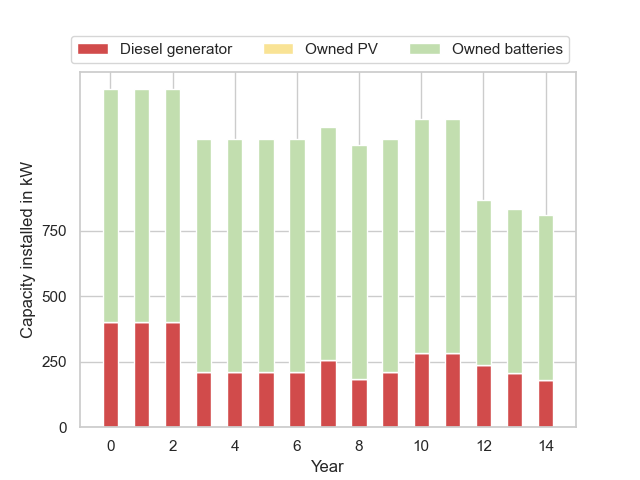 Diesel generator Owned PV Owned batteries
Capacity installed in kW
750
500
250
0
0 2 4 6 8 10 12 14
Year